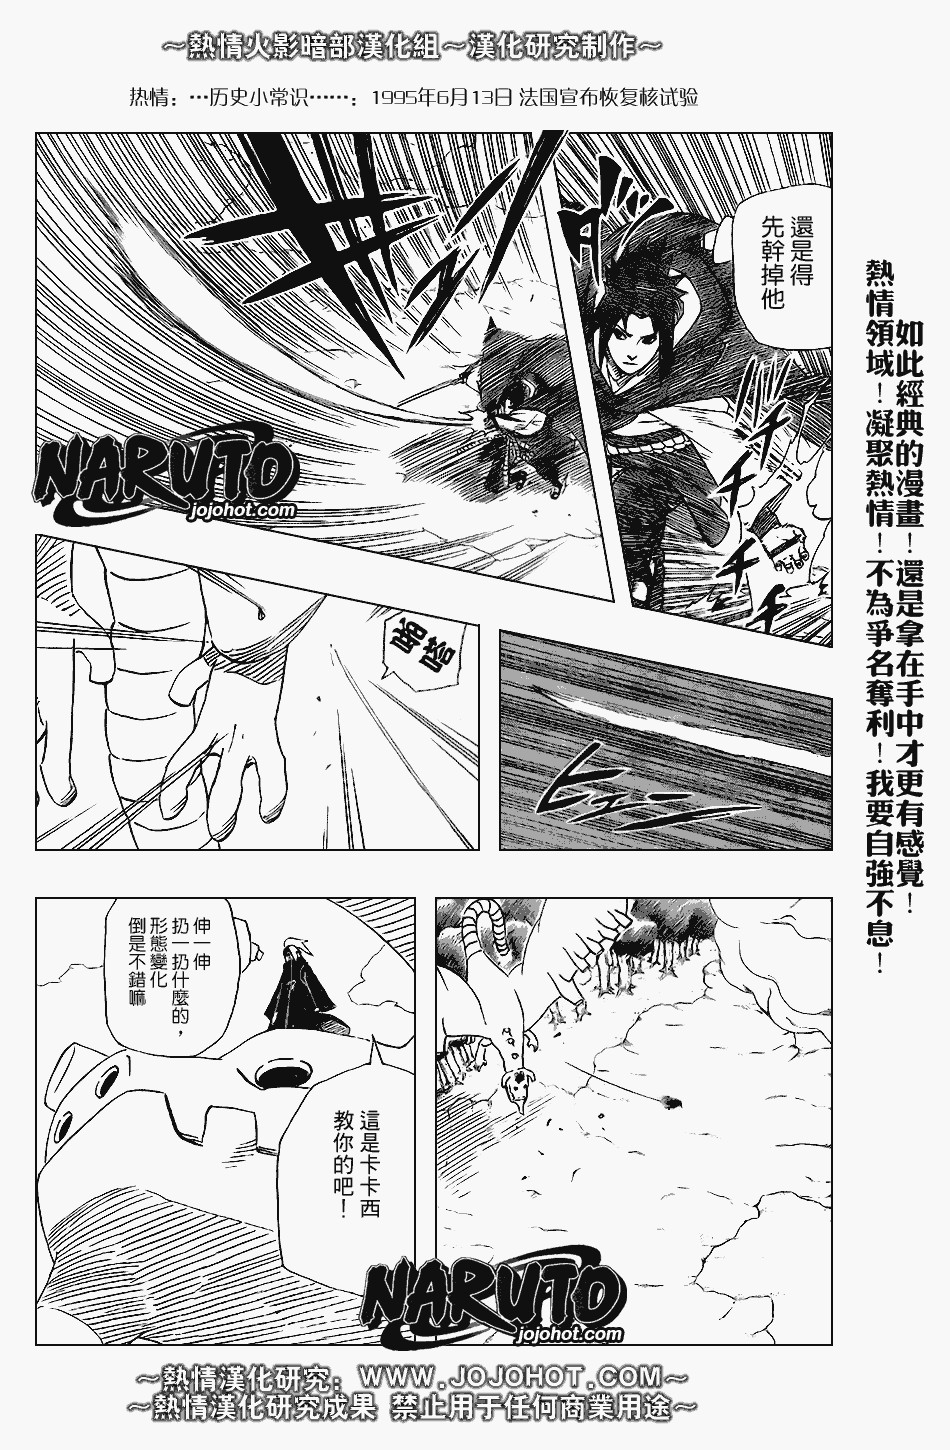 ～熱情火影暗部漢化組～漢化研究制作～
热情：…历史小常识……：1995年6月13日 法国宣布恢复核试验
還是得
先幹掉他
NARUTO
jojohot.com
啪嗒
ヒュン
如此經典的漫畫！還是拿在手中才更有感覺！
熱情領域！凝聚熱情！不為爭名奪利！我要自強不息！
這是卡卡西
教你的吧！
伸一伸
扔一扔什麼的，
形態變化
倒是不錯嘛
NARUTO
jojohot.com
～熱情漢化研究：WWW.JOJOHOT.COM～
～熱情漢化研究成果 禁止用于任何商業用途～